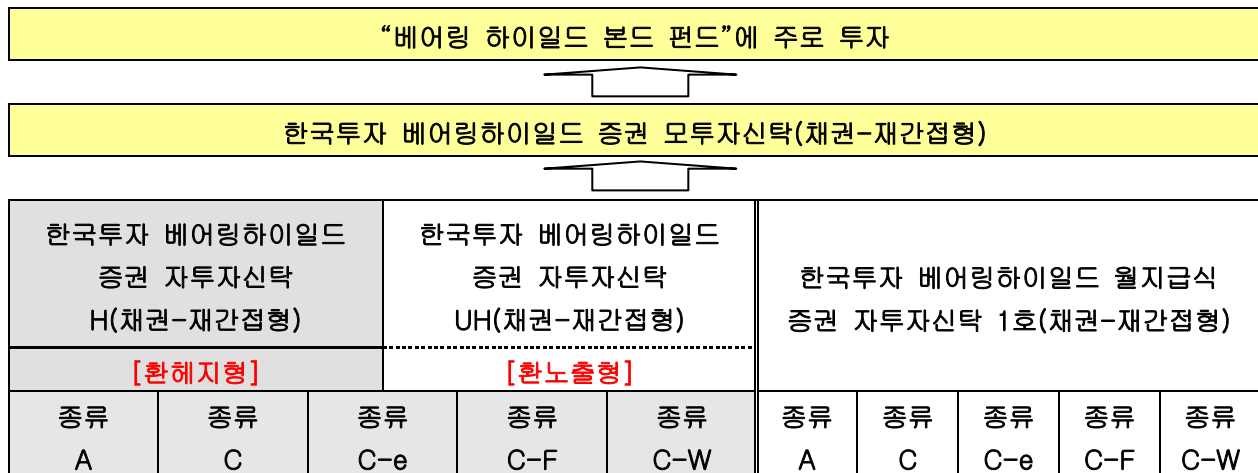 “베어링 하이일드 본드 펀드”에 주로 투자
한국투자 베어링하이일드 증권 모투자신탁(채권-재간접형)
한국투자 베어링하이일드
증권 자투자신탁
H(채권-재간접형)
[환헤지형]
한국투자 베어링하이일드
증권 자투자신탁
UH(채권-재간접형)
[환노출형]
한국투자 베어링하이일드 월지급식
증권 자투자신탁 1호(채권-재간접형)
종류 종류 종류 종류 종류 종류 종류 종류 종류 종류
A C C-e C-F C-W A C C-e C-F C-W